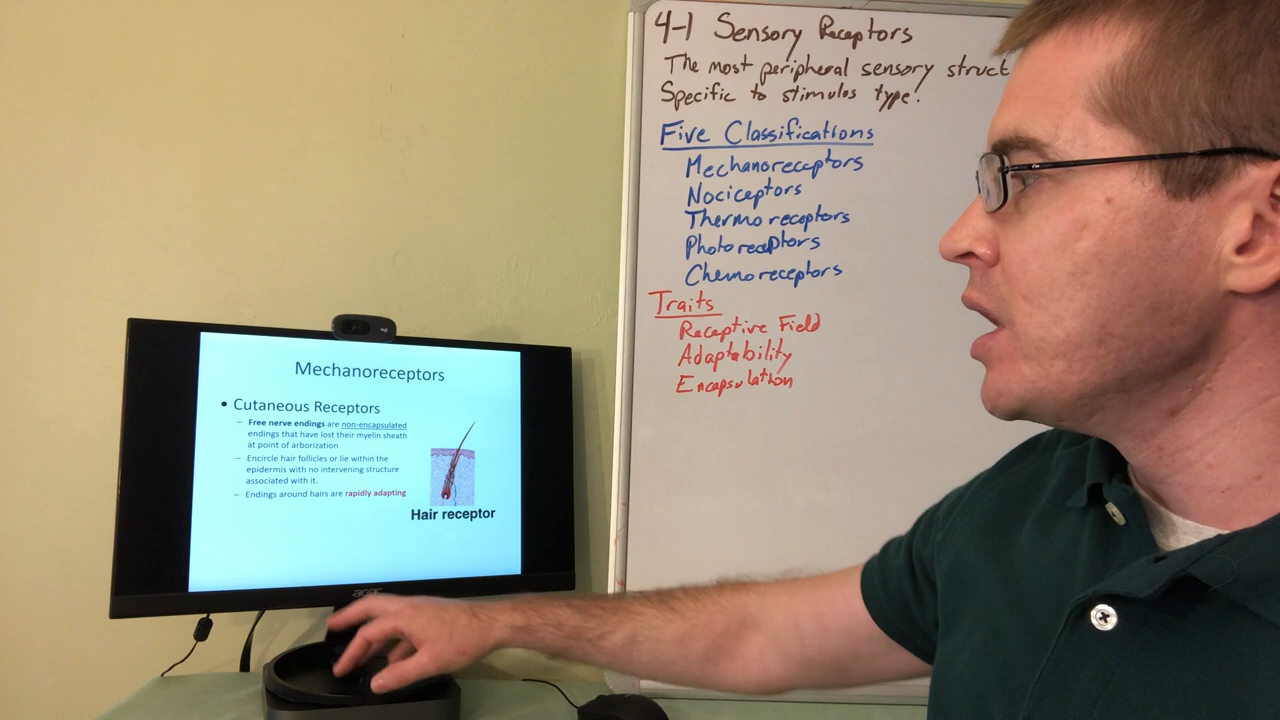 4-1 Sensory Receptors
The most peripheral sensory struct
Specific to stimulus type!
Five Classifications
Mechanoreceptors
Nociceptors
Thermoreceptors
Photoreceptors
Chemoreceptors
Traits
Receptive Field
Adaptability
Encapsulation
Mechanoreceptors
• Cutaneous Receptors
– Free nerve endings are non-encapsulated
endings that have lost their myelin sheath
at point of arborization
– Encircle hair follicles or lie within the
epidermis with no intervening structure
associated with it.
– Endings around hairs are rapidly adapting
Hair receptor
acer